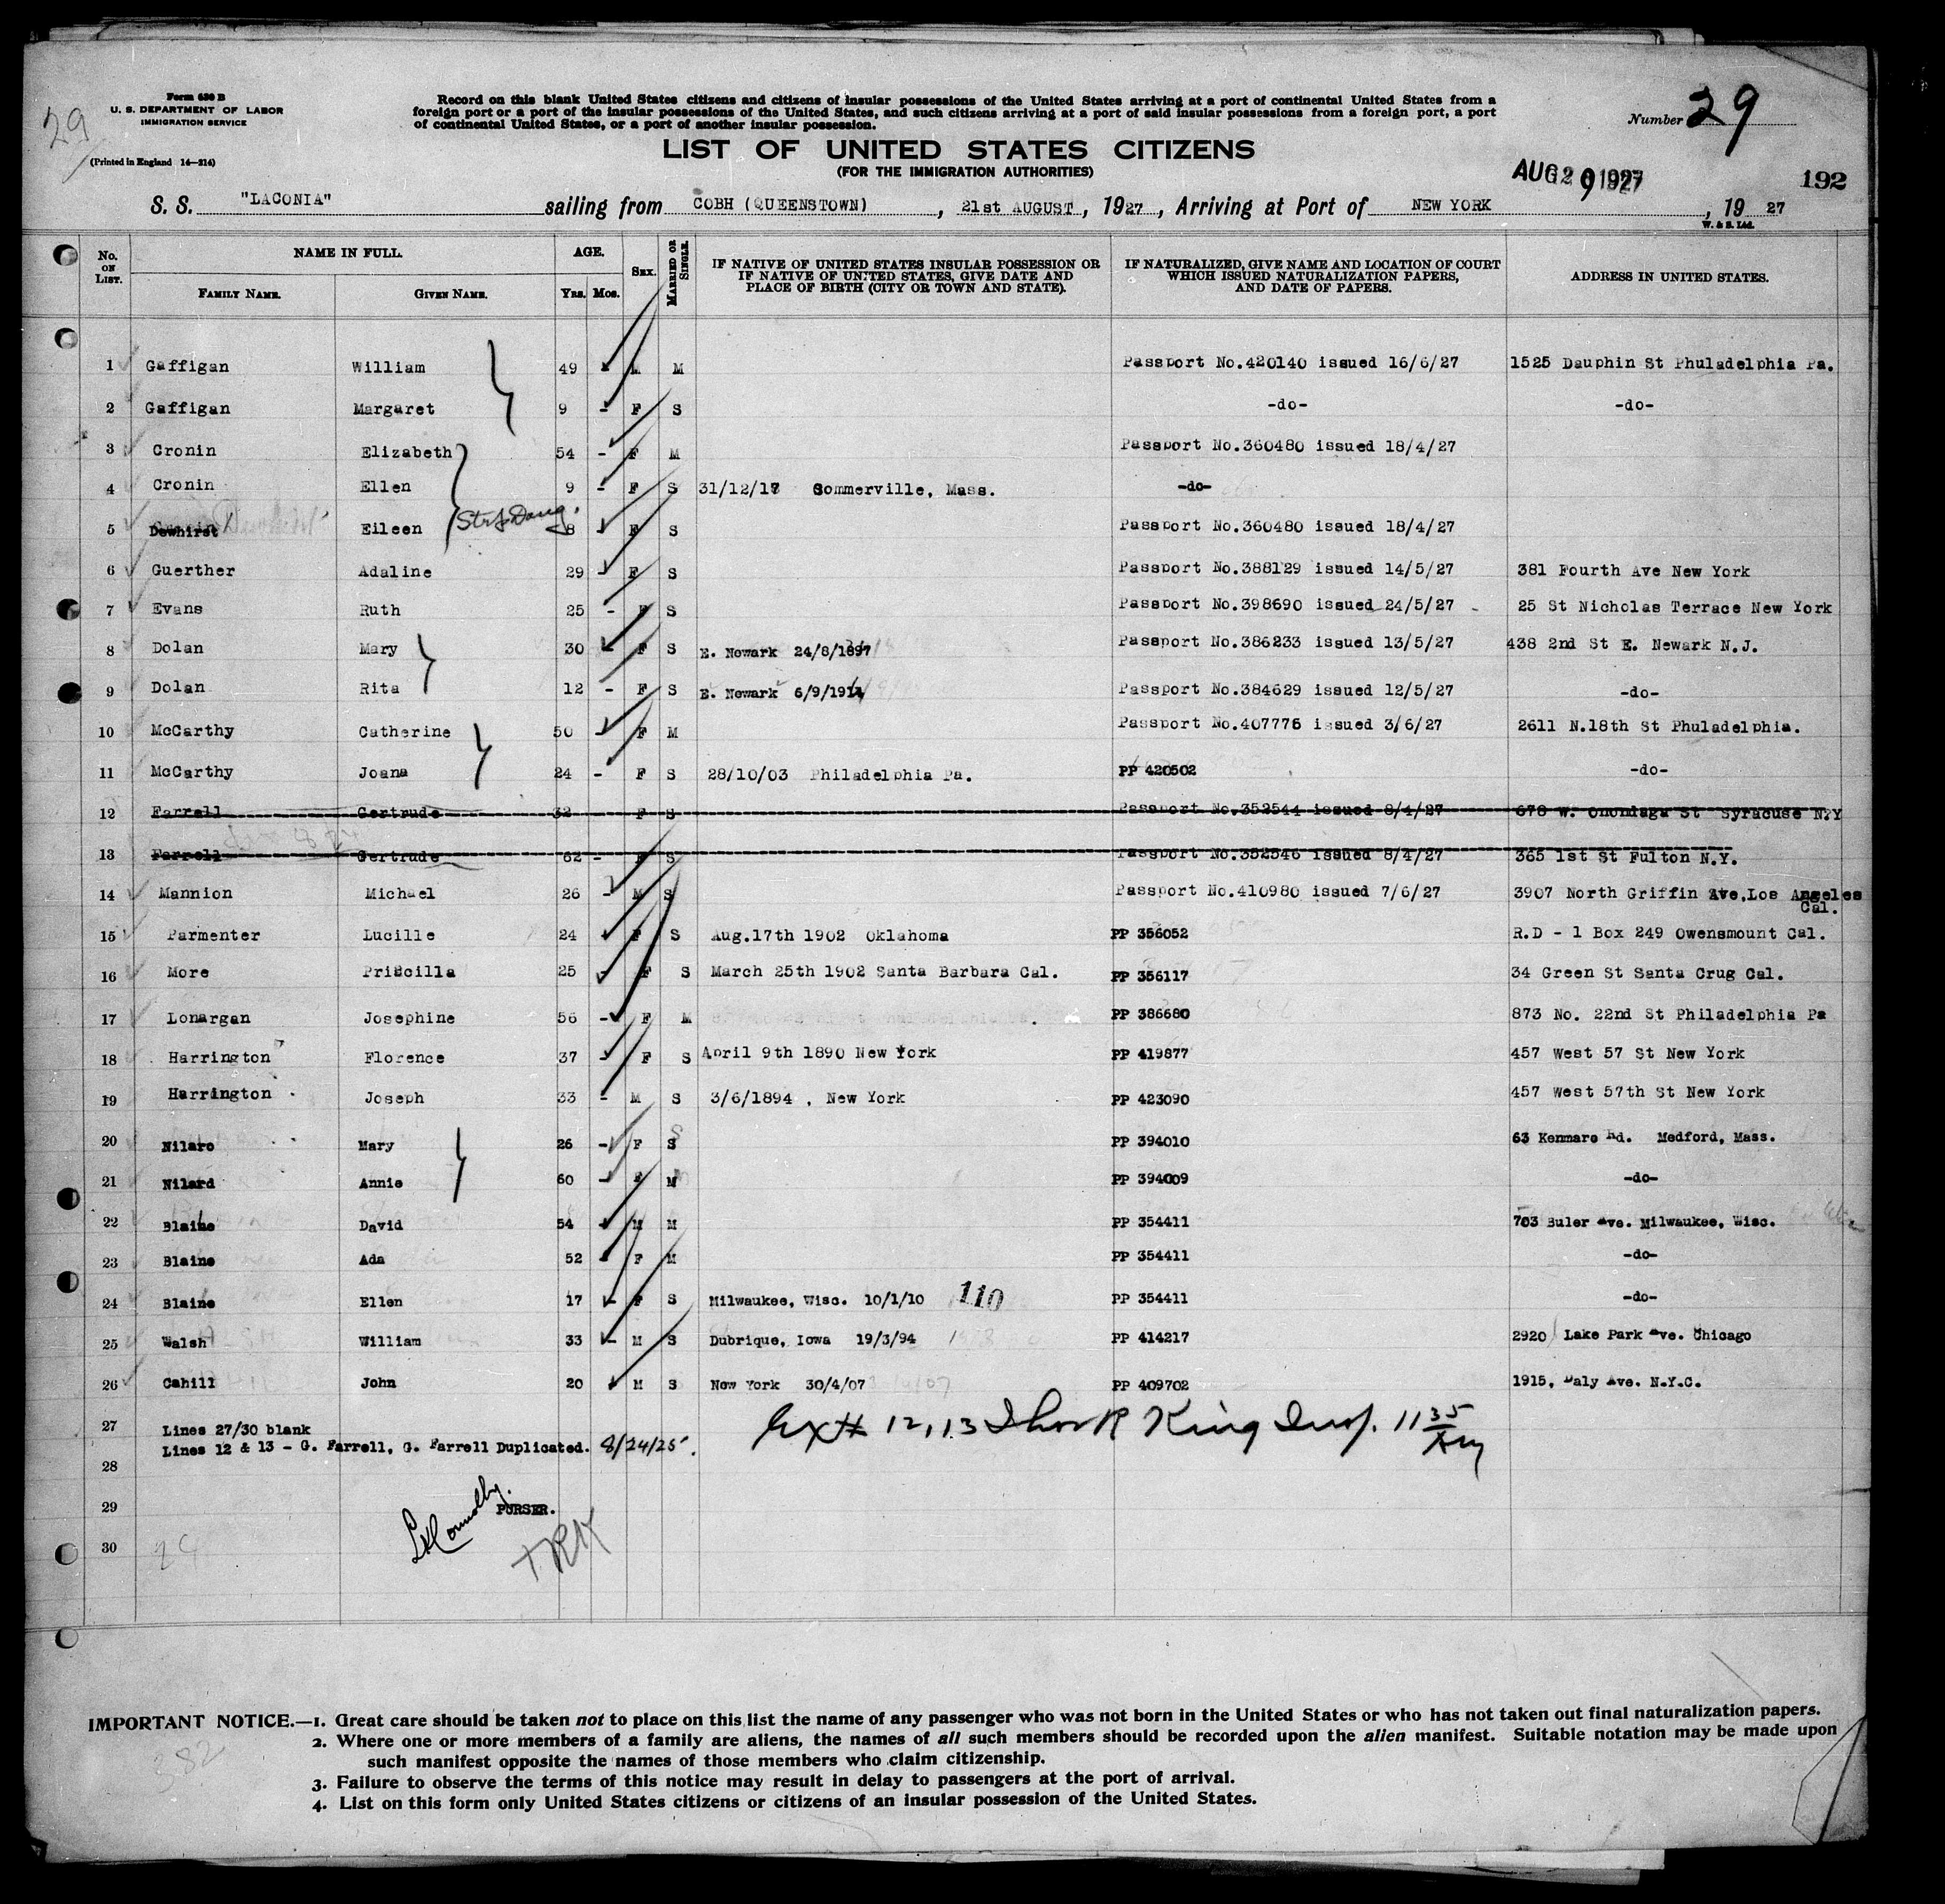 Form 630 B
U. S. DEPARTMENT OF LABOR
IMMIGRATION SERVICE
(Printed in England 14—214)
29
Record on this blank United States citizens and citizens of insular possessions of the United States arriving at a port of continental United States from a
foreign port or a port of the insular possessions of the United States, and such citizens arriving at a port of said insular possessions from a foreign port, a port
of continental United States, or a port of another insular possession.
Number 29
LIST OF UNITED STATES CITIZENS
(FOR THE IMMIGRATION AUTHORITIES)
192
S. S. "LACONIA" sailing from COBH (QUEENSTOWN), 21st AUGUST, 1927, Arriving at Port of NEW YORK, 19 27
W. & S. Ltd.
No. ON LIST. NAME IN FULL. AGE. SEX. MARRIED OR SINGLE. IF NATIVE OF UNITED STATES INSULAR POSSESSION OR IF NATIVE OF UNITED STATES, GIVE DATE AND PLACE OF BIRTH (CITY OR TOWN AND STATE). IF NATURALIZED, GIVE NAME AND LOCATION OF COURT WHICH ISSUED NATURALIZATION PAPERS, AND DATE OF PAPERS. ADDRESS IN UNITED STATES.
FAMILY NAME. GIVEN NAME. YRS. MOS.
1 Gaffigan William 49 M M Passport No.420140 issued 16/6/27 1525 Dauphin St Phuladelphia Pa.
2 Gaffigan Margaret 9 - F S -do- -do-
3 Cronin Elizabeth 54 - F M Passport No.360480 issued 18/4/27
4 Cronin Ellen 9 - F S 31/12/17 Sommerville, Mass. -do-
5 Dewhirst Eileen 8 F S Passport No.360480 issued 18/4/27
6 Guerther Adaline 29 - F S Passport No.388129 issued 14/5/27 381 Fourth Ave New York
7 Evans Ruth 25 - F S Passport No.398690 issued 24/5/27 - 25 St Nicholas Terrace New York
8 Dolan Mary 30 F S E. Newark 24/8/1897 Passport No.386233 issued 13/5/27 438 2nd St E. Newark N.J.
9 Dolan Rita 12 - F S E. Newark 6/9/1914 Passport No.384629 issued 12/5/27 -do-
10 McCarthy Catherine 50 - F M Passport No.407776 issued 3/6/27 2611 N.18th St Phuladelphia.
11 McCarthy Joana 24 - F S 28/10/03 Philadelphia Pa. PP 420502 -do-
12 Farrell Gertrude 32 F S Passport No.352544 issued 8/4/27 678 W. Onondaga St Syracuse N.Y
13 Farrell Gertrude 62 - F S Passport No.352546 issued 8/4/27 365 1st St Fulton N.Y.
14 Mannion Michael 26 - M S Passport No.410980 issued 7/6/27 3907 North Griffin Ave,Los Angeles
Cal.
15 Parmenter Lucille 24 F S Aug.17th 1902 Oklahoma PP 356052 R.D - 1 Box 249 Owensmount Cal.
16 More Priscilla 25 - F S March 25th 1902 Santa Barbara Cal. PP 356117 34 Green St Santa Crug Cal.
17 Lonargan Josephine 56 - F M PP 386680 873 No. 22nd St Philadelphia Pa
18 Harrington Florence 37 - F S April 9th 1890 New York PP 419877 457 West 57 St New York
19 Harrington Joseph 33 - M S 3/6/1894 , New York PP 423090 457 West 57th St New York
20 Nilaro Mary 26 - F S PP 394010 63 Kenmare Rd. Medford, Mass.
21 Nilard Annie 60 - F M PP 394009 -do-
22 Blaine David 54 M M PP 354411 703 Buler Ave. Milwaukee, Wisc.
23 Blaine Ada 52 F M PP 354411 -do-
24 Blaine Ellen 17 - F S Milwaukee, Wisc. 10/1/10 110 PP 354411 -do-
25 Walsh William 33 - M S Dubrique, Iowa 19/3/94 PP 414217 2920 Lake Park Ave. Chicago
26 Cahill John 20 M S New York 30/4/07 PP 409702 1915, Daly Ave. N.Y.C.
27 Lines 27/30 blank
Lines 12 & 13 - G. Farrell, G. Farrell Duplicated. 8/24/25.
12,13 King Insp. 11 35
28
29 PURSER.
30
IMPORTANT NOTICE.—1. Great care should be taken not to place on this list the name of any passenger who was not born in the United States or who has not taken out final naturalization papers.
2. Where one or more members of a family are aliens, the names of all such members should be recorded upon the alien manifest. Suitable notation may be made upon
such manifest opposite the names of those members who claim citizenship.
3. Failure to observe the terms of this notice may result in delay to passengers at the port of arrival.
4. List on this form only United States citizens or citizens of an insular possession of the United States.
382